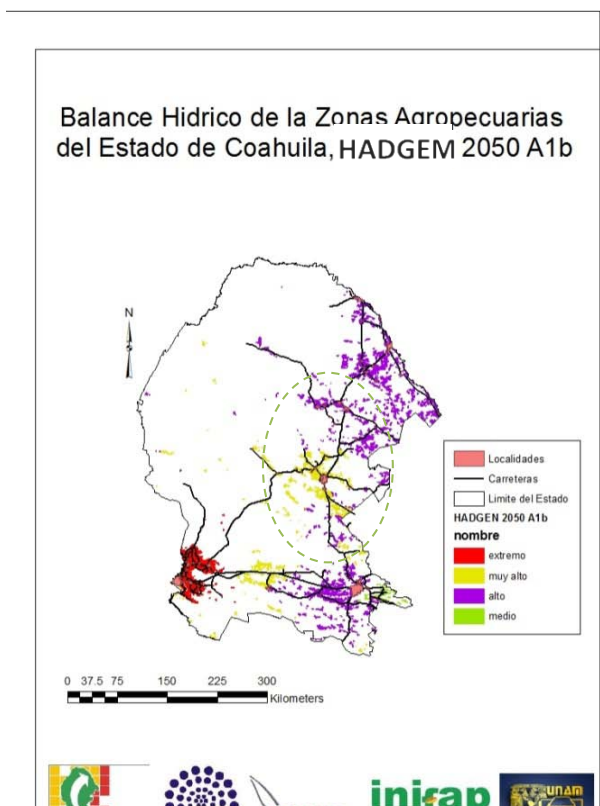 Balance Hidrico de la Zonas Agropecuarias
del Estado de Coahuila, HADGEM 2050 A1b
N
Localidades
Carreteras
Limite del Estado
HADGEN 2050 A1b
nombre
extremo
muy alto
alto
medio
0 37.5 75 150 225 300
Kilometers
inifap
UNAM